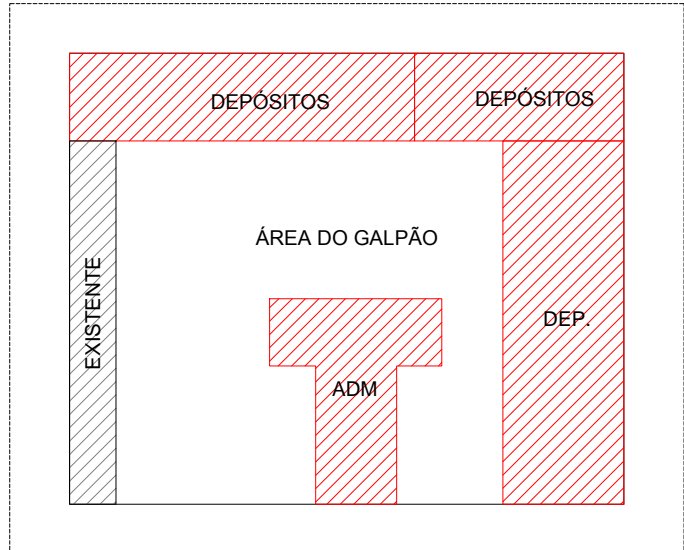 DEPÓSITOS
DEPÓSITOS
ÁREA DO GALPÃO
EXISTENTE
DEP.
ADM